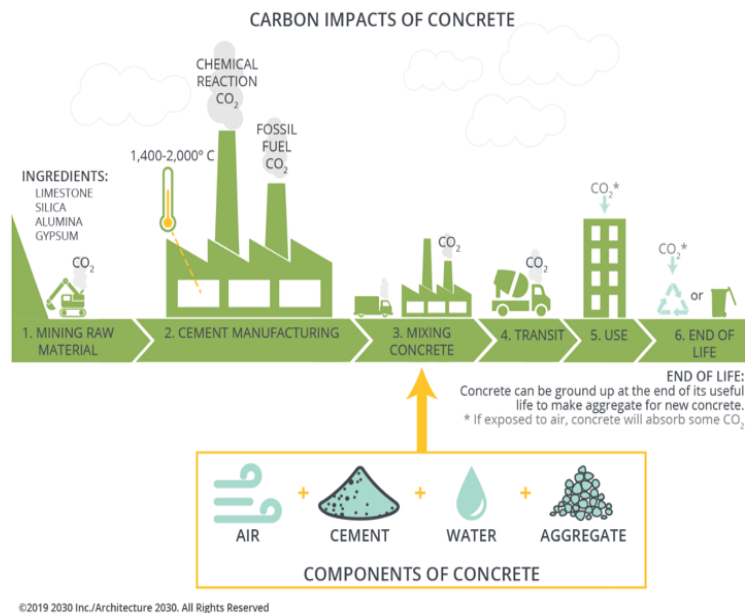 CARBON IMPACTS OF CONCRETE
CHEMICAL
REACTION
CO₂
FOSSIL
FUEL
CO₂
1,400-2,000° C
INGREDIENTS:
LIMESTONE
SILICA
ALUMINA
GYPSUM
CO₂
CO₂
CO₂
CO₂*
CO₂*
or
1. MINING RAW
MATERIAL
2. CEMENT MANUFACTURING
3. MIXING
CONCRETE
4. TRANSIT
5. USE
6. END OF
LIFE
END OF LIFE:
Concrete can be ground up at the end of its useful
life to make aggregate for new concrete.
* If exposed to air, concrete will absorb some CO₂
+
+
+
AIR
CEMENT
WATER
AGGREGATE
COMPONENTS OF CONCRETE
©2019 2030 Inc./Architecture 2030. All Rights Reserved